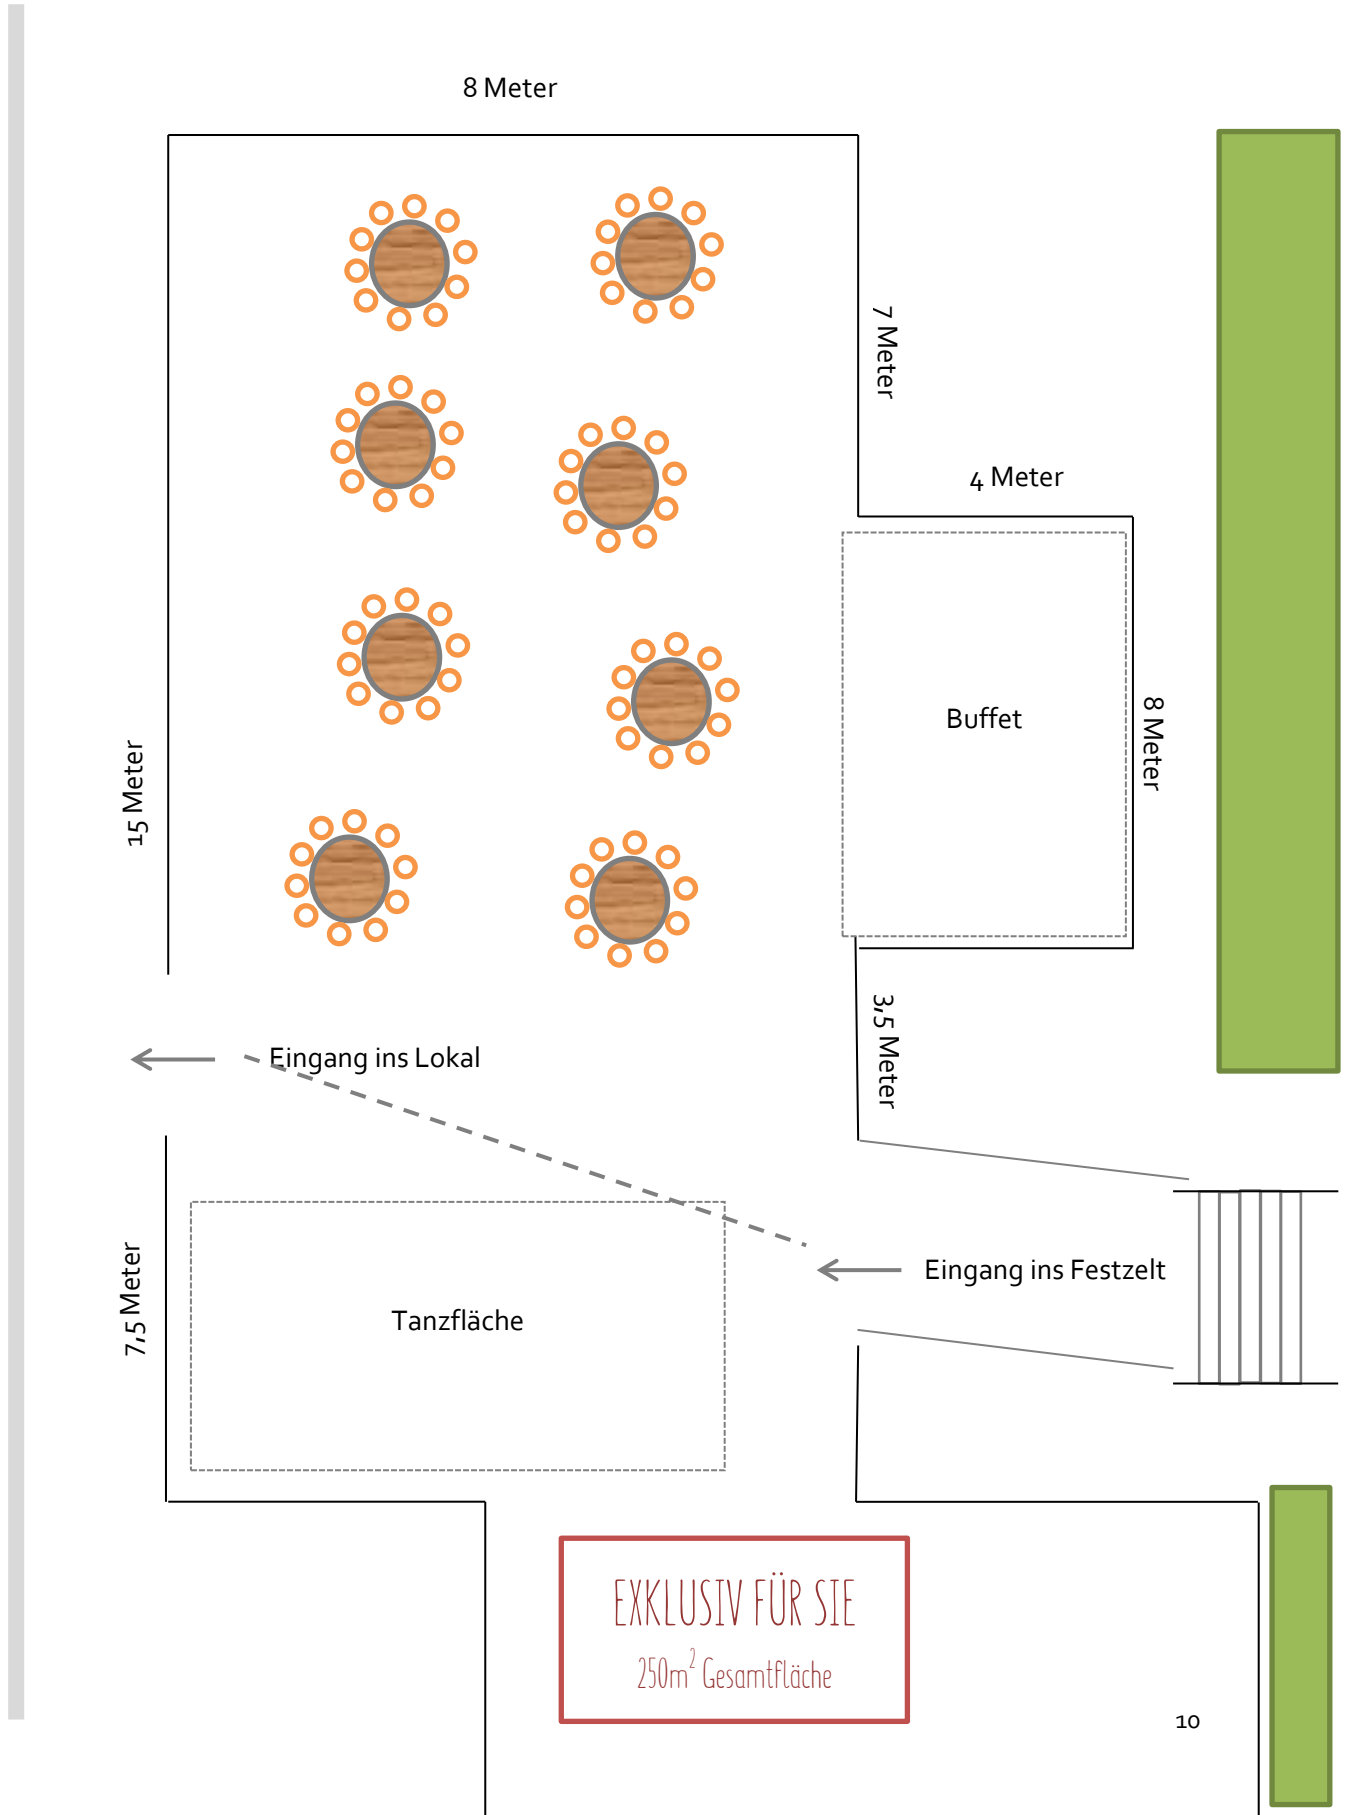 8 Meter
7 Meter
4 Meter
Buffet
8 Meter
15 Meter
3,5 Meter
Eingang ins Lokal
Eingang ins Festzelt
7,5 Meter
Tanzfläche
EXKLUSIV FÜR SIE
250m² Gesamtfläche
10